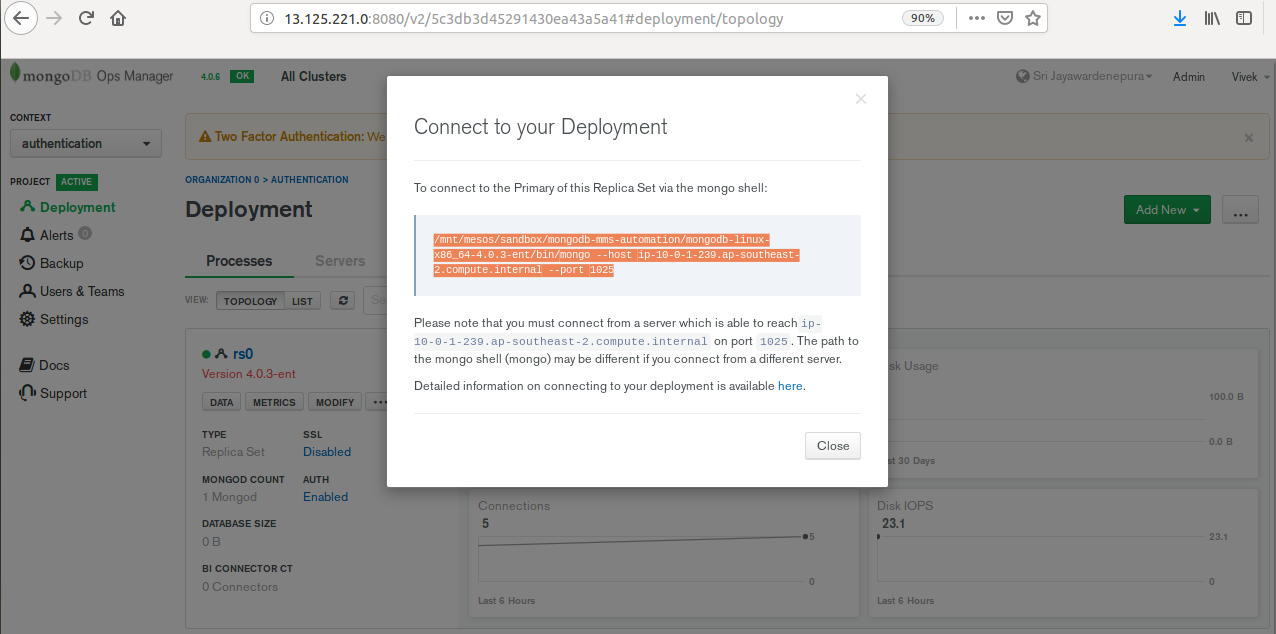 13.125.221.0:8080/v2/5c3db3d45291430ea43a5a41#deployment/topology
90%
mongoDB Ops Manager
4.0.6
OK
All Clusters
Sri Jayawardenepura
Admin
Vivek
CONTEXT
authentication
PROJECT ACTIVE
Deployment
Alerts 0
Backup
Users & Teams
Settings
Docs
Support
Two Factor Authentication: We
ORGANIZATION 0 > AUTHENTICATION
Deployment
Add New
...
Processes
Servers
VIEW:
TOPOLOGY
LIST
Sea
rs0
Version 4.0.3-ent
DATA
METRICS
MODIFY
TYPE
Replica Set
SSL
Disabled
MONGOD COUNT
1 Mongod
AUTH
Enabled
DATABASE SIZE
0 B
BI CONNECTOR CT
0 Connectors
Connect to your Deployment
To connect to the Primary of this Replica Set via the mongo shell:
/mnt/mesos/sandbox/mongodb-mms-automation/mongodb-linux-
x86_64-4.0.3-ent/bin/mongo --host ip-10-0-1-239.ap-southeast-
2.compute.internal --port 1025
Please note that you must connect from a server which is able to reach ip-
10-0-1-239.ap-southeast-2.compute.internal on port 1025. The path to
the mongo shell (mongo) may be different if you connect from a different server.
Detailed information on connecting to your deployment is available here.
Close
sk Usage
100.0 B
0.0 B
st 30 Days
Connections
5
5
0
Last 6 Hours
Disk IOPS
23.1
23.1
0
Last 6 Hours